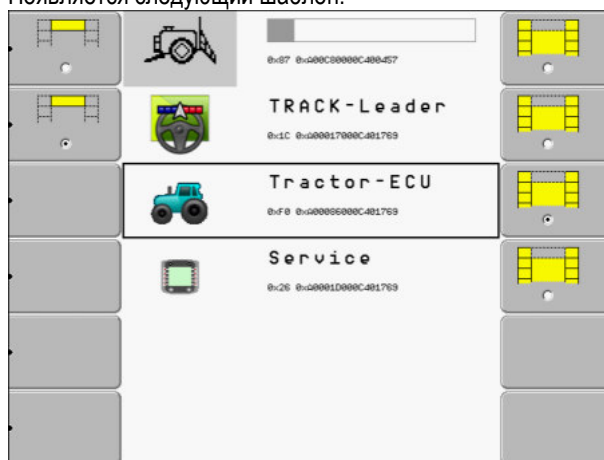 Появляется следующий шаблон:
0x87 0xA00C80000C400457
TRACK-Leader
0x1C 0xA00017000C401769
Tractor-ECU
0xF0 0xA00086000C401769
Service
0x26 0xA0001D000C401769